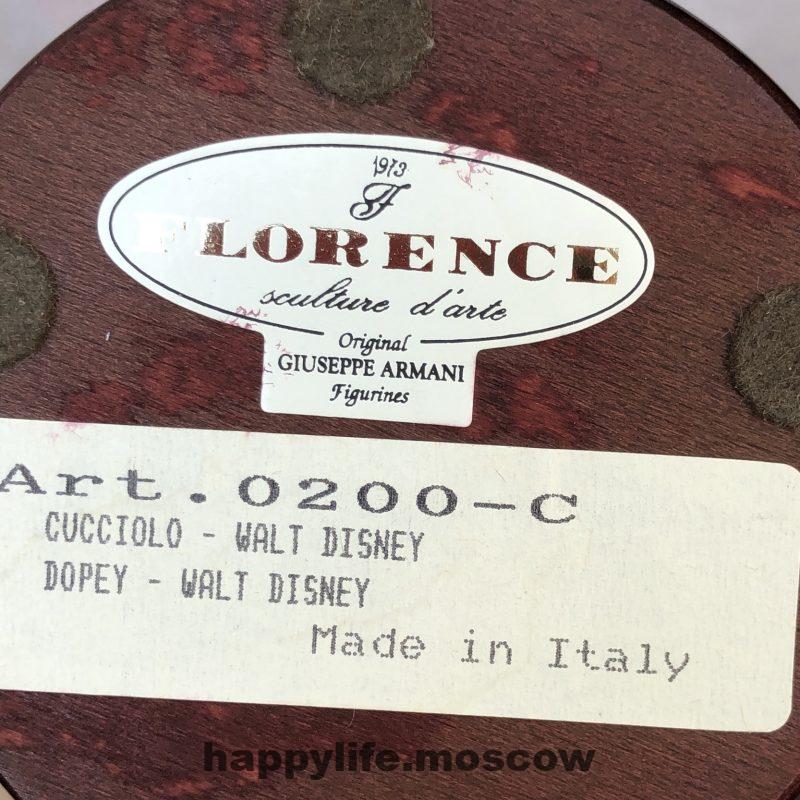 1973
F
FLORENCE
sculture d'arte
Original
GIUSEPPE ARMANI
Figurines
Art.0200-C
CUCCIOLO - WALT DISNEY
DOPEY - WALT DISNEY
Made in Italy
happylife.moscow